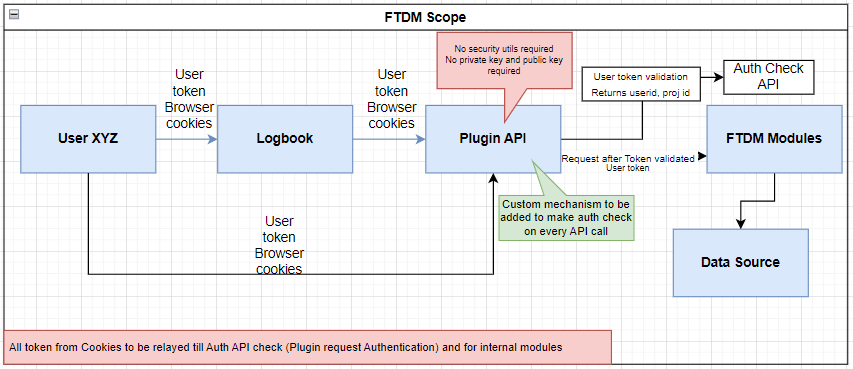 FTDM Scope
No security utils required
No private key and public key
required
User token validation
Returns userid, proj id
Auth Check
API
User
token
Browser
cookies
User
token
Browser
cookies
User XYZ
Logbook
Plugin API
FTDM Modules
Request after Token validated
User token
Custom mechanism to be
added to make auth check
on every API call
User
token
Browser
cookies
Data Source
All token from Cookies to be relayed till Auth API check (Plugin request Authentication) and for internal modules